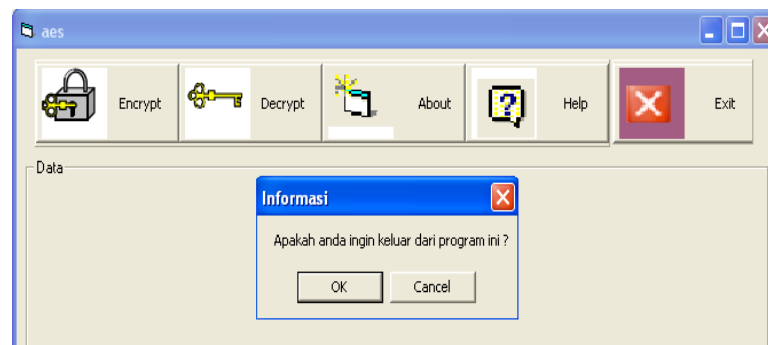 aes
Encrypt Decrypt About Help Exit
Data
Informasi
Apakah anda ingin keluar dari program ini ?
OK Cancel